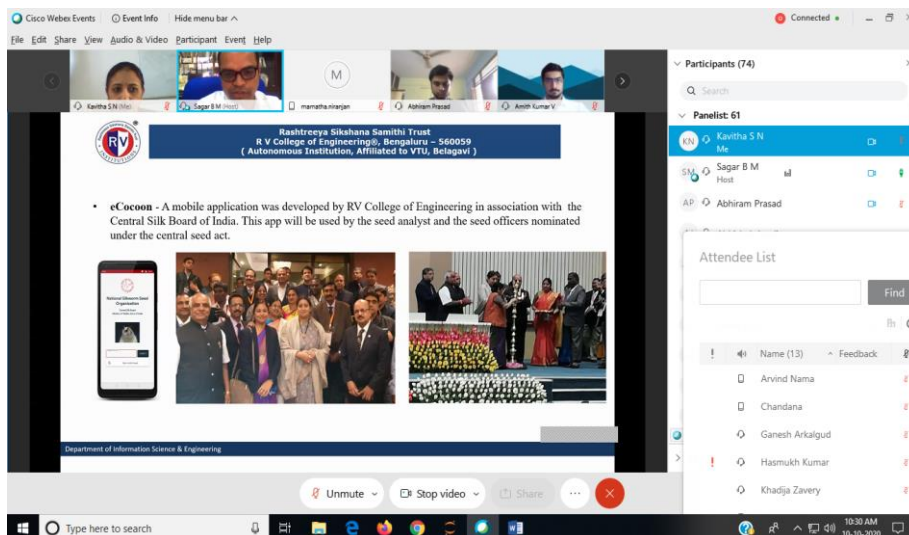 Cisco Webex Events
Event Info
Hide menu bar
Connected
File Edit Share View Audio & Video Participant Event Help
Kavitha S N (Me)
Sagar B M (Host)
M
mamatha.niranjan
Abhiram Prasad
Amith Kumar V
RV
Rashtreeya Sikshana Samithi Trust
R V College of Engineering®, Bengaluru – 560059
( Autonomous Institution, Affiliated to VTU, Belagavi )
• eCocoon - A mobile application was developed by RV College of Engineering in association with the
Central Silk Board of India. This app will be used by the seed analyst and the seed officers nominated
under the central seed act.
National Silkworm Seed
Organisation
Department of Information Science & Engineering
Participants (74)
Search
Panelist: 61
KN
Kavitha S N
Me
SM
Sagar B M
Host
AP
Abhiram Prasad
Attendee List
Find
! Name (13) Feedback
Arvind Nama
Chandana
Ganesh Arkalgud
! Hasmukh Kumar
Khadija Zavery
Unmute
Stop video
Share
Type here to search
10:30 AM
10-10-2020